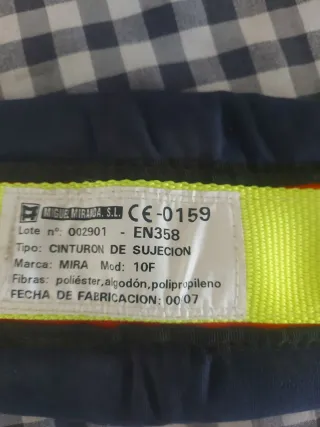 MIGUEL MIRANDA, S.L. CE-0159
Lote nº: 002901 - EN358
Tipo: CINTURON DE SUJECION
Marca: MIRA Mod: 10F
Fibras: poliéster,algodón,polipropileno
FECHA DE FABRICACION: 00 07